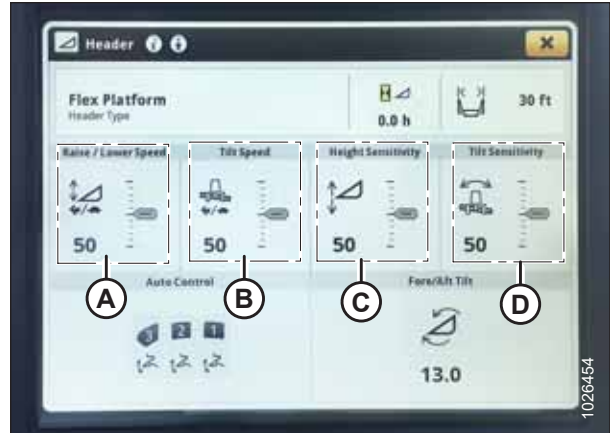 Header
Flex Platform
Header Type
0.0 h
30 ft
Raise / Lower Speed
Tilt Speed
Height Sensitivity
Tilt Sensitivity
50
50
50
50
A
B
C
D
Auto Control
Fore/Aft Tilt
3 2 1
13.0
1026454